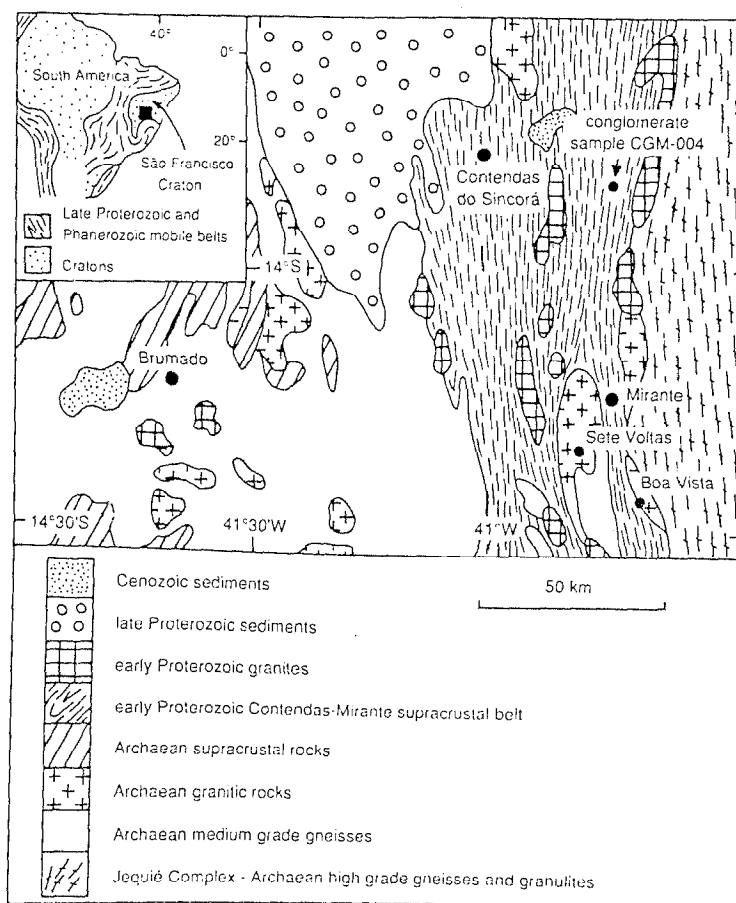 40°
0°
South America
20°
São Francisco
Craton
Late Proterozoic and
Phanerozoic mobile belts
Cratons
conglomerate
sample CGM-004
Contendas
do Sincorá
14°S
Brumado
Mirante
Sete Voltas
Boa Vista
14°30'S
41°30'W
41°W
Cenozoic sediments
50 km
late Proterozoic sediments
early Proterozoic granites
early Proterozoic Contendas-Mirante supracrustal belt
Archaean supracrustal rocks
Archaean granitic rocks
Archaean medium grade gneisses
Jequié Complex - Archaean high grade gneisses and granulites